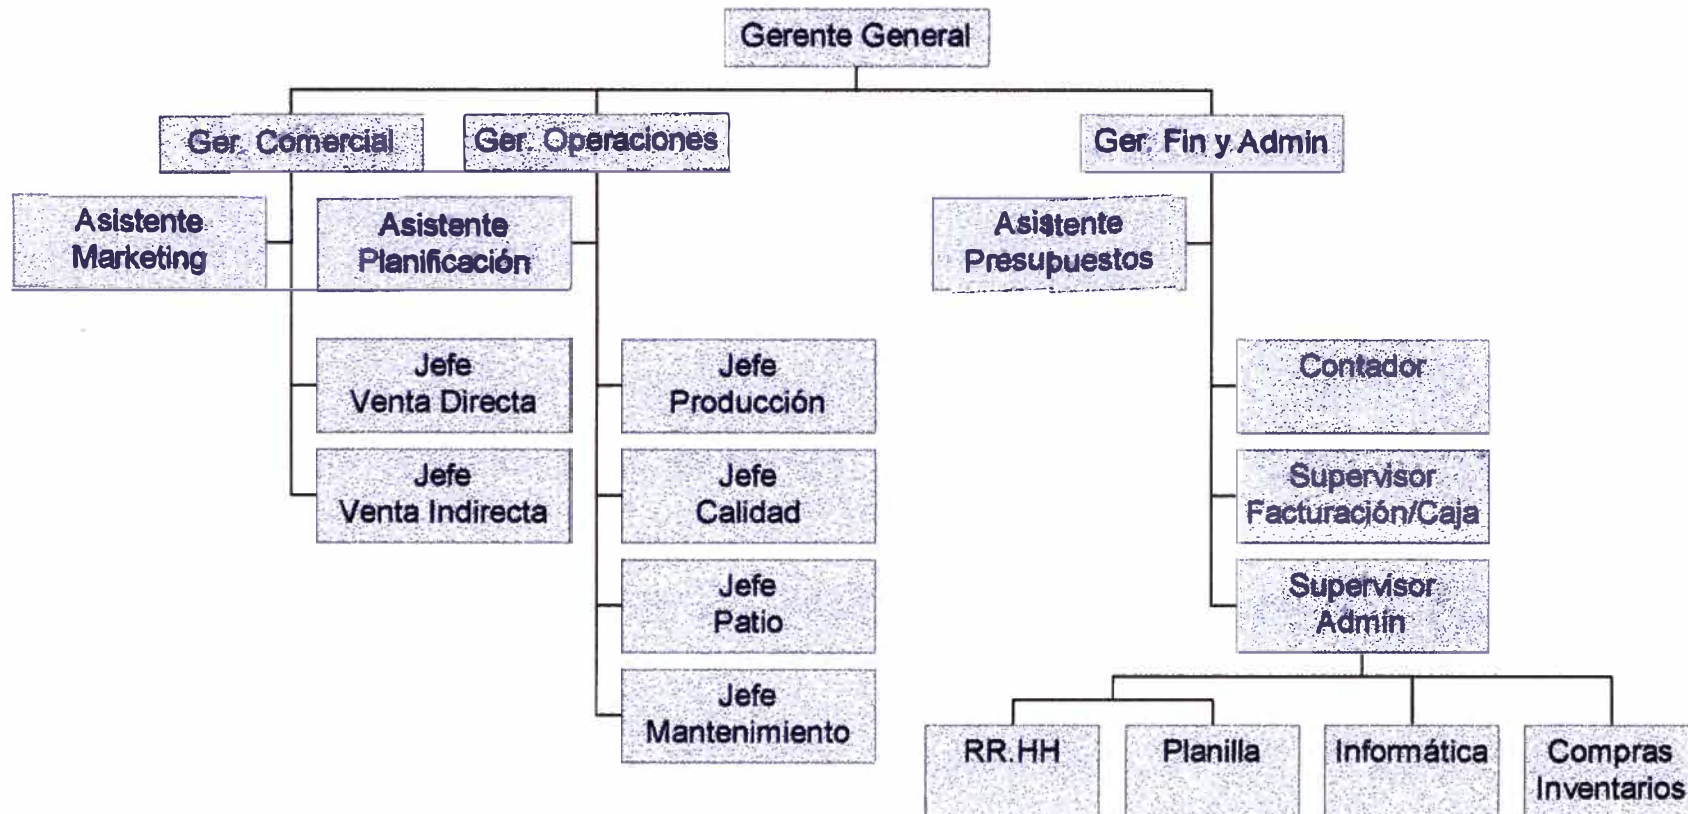 Gerente General
Ger. Comercial
Ger. Operaciones
Ger. Fin y Admin
Asistente
Marketing
Asistente
Planificación
Asistente
Presupuestos
Jefe
Venta Directa
Jefe
Producción
Contador
Jefe
Venta Indirecta
Jefe
Calidad
Supervisor
Facturación/Caja
Jefe
Patio
Supervisor
Admin
Jefe
Mantenimiento
RR.HH
Planilla
Informática
Compras
Inventarios